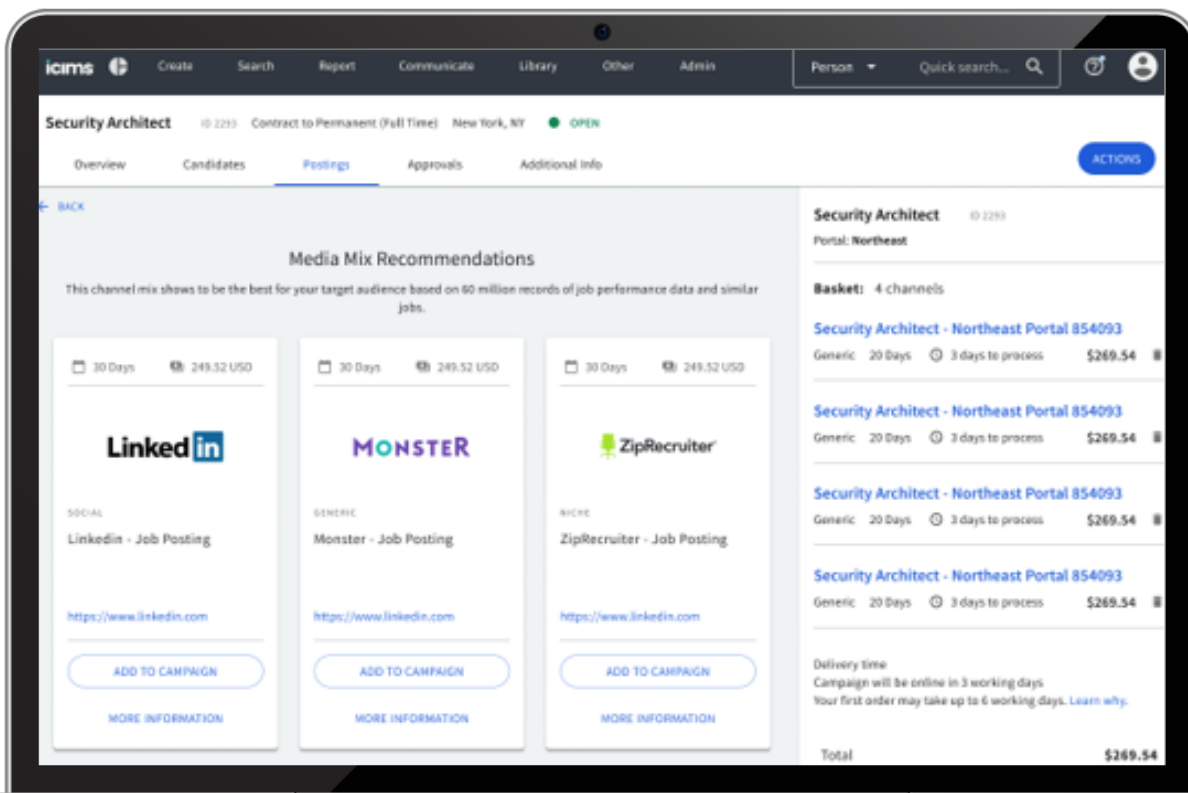 icims
Create Search Report Communicate Library Other Admin
Person Quick search...
Security Architect ID 2293 Contract to Permanent (Full Time) New York, NY OPEN
Overview Candidates Postings Approvals Additional Info
ACTIONS
BACK
Media Mix Recommendations
This channel mix shows to be the best for your target audience based on 60 million records of job performance data and similar
jobs.
30 Days 249.52 USD
Linked in
SOCIAL
Linkedin - Job Posting
https://www.linkedin.com
ADD TO CAMPAIGN
MORE INFORMATION
30 Days 249.52 USD
MONSTER
GENERIC
Monster - Job Posting
https://www.linkedin.com
ADD TO CAMPAIGN
MORE INFORMATION
30 Days 249.52 USD
ZipRecruiter
NICHE
ZipRecruiter - Job Posting
https://www.linkedin.com
ADD TO CAMPAIGN
MORE INFORMATION
Security Architect ID 2293
Portal: Northeast
Basket: 4 channels
Security Architect - Northeast Portal 854093
Generic 20 Days 3 days to process $269.54
Security Architect - Northeast Portal 854093
Generic 20 Days 3 days to process $269.54
Security Architect - Northeast Portal 854093
Generic 20 Days 3 days to process $269.54
Security Architect - Northeast Portal 854093
Generic 20 Days 3 days to process $269.54
Delivery time
Campaign will be online in 3 working days
Your first order may take up to 6 working days. Learn why.
Total $269.54